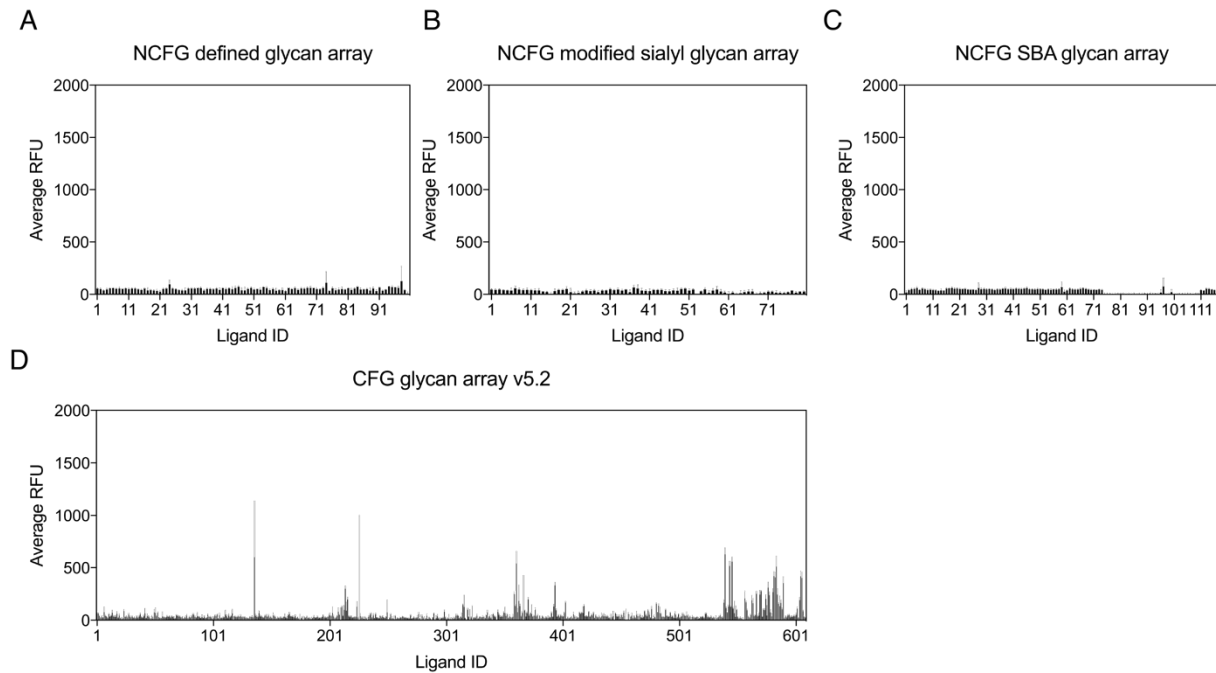 A
NCFG defined glycan array
2000
1500
1000
500
0
Average RFU
1 11 21 31 41 51 61 71 81 91
Ligand ID
B
NCFG modified sialyl glycan array
2000
1500
1000
500
0
Average RFU
1 11 21 31 41 51 61 71
Ligand ID
C
NCFG SBA glycan array
2000
1500
1000
500
0
Average RFU
1 11 21 31 41 51 61 71 81 91 101 111
Ligand ID
D
CFG glycan array v5.2
2000
1500
1000
500
0
Average RFU
1 101 201 301 401 501 601
Ligand ID